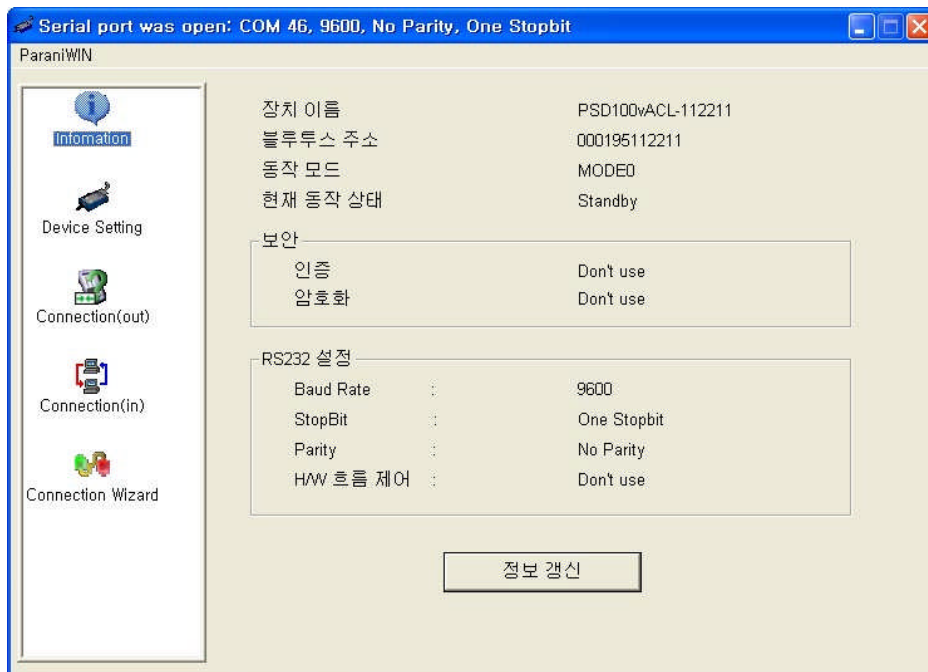 Serial port was open: COM 46, 9600, No Parity, One Stopbit
ParaniWIN
Infomation
Device Setting
Connection(out)
Connection(in)
Connection Wizard
장치 이름 PSD100vACL-112211
블루투스 주소 000195112211
동작 모드 MODE0
현재 동작 상태 Standby
보안
인증 Don't use
암호화 Don't use
RS232 설정
Baud Rate : 9600
StopBit : One Stopbit
Parity : No Parity
H/W 흐름 제어 : Don't use
정보 갱신